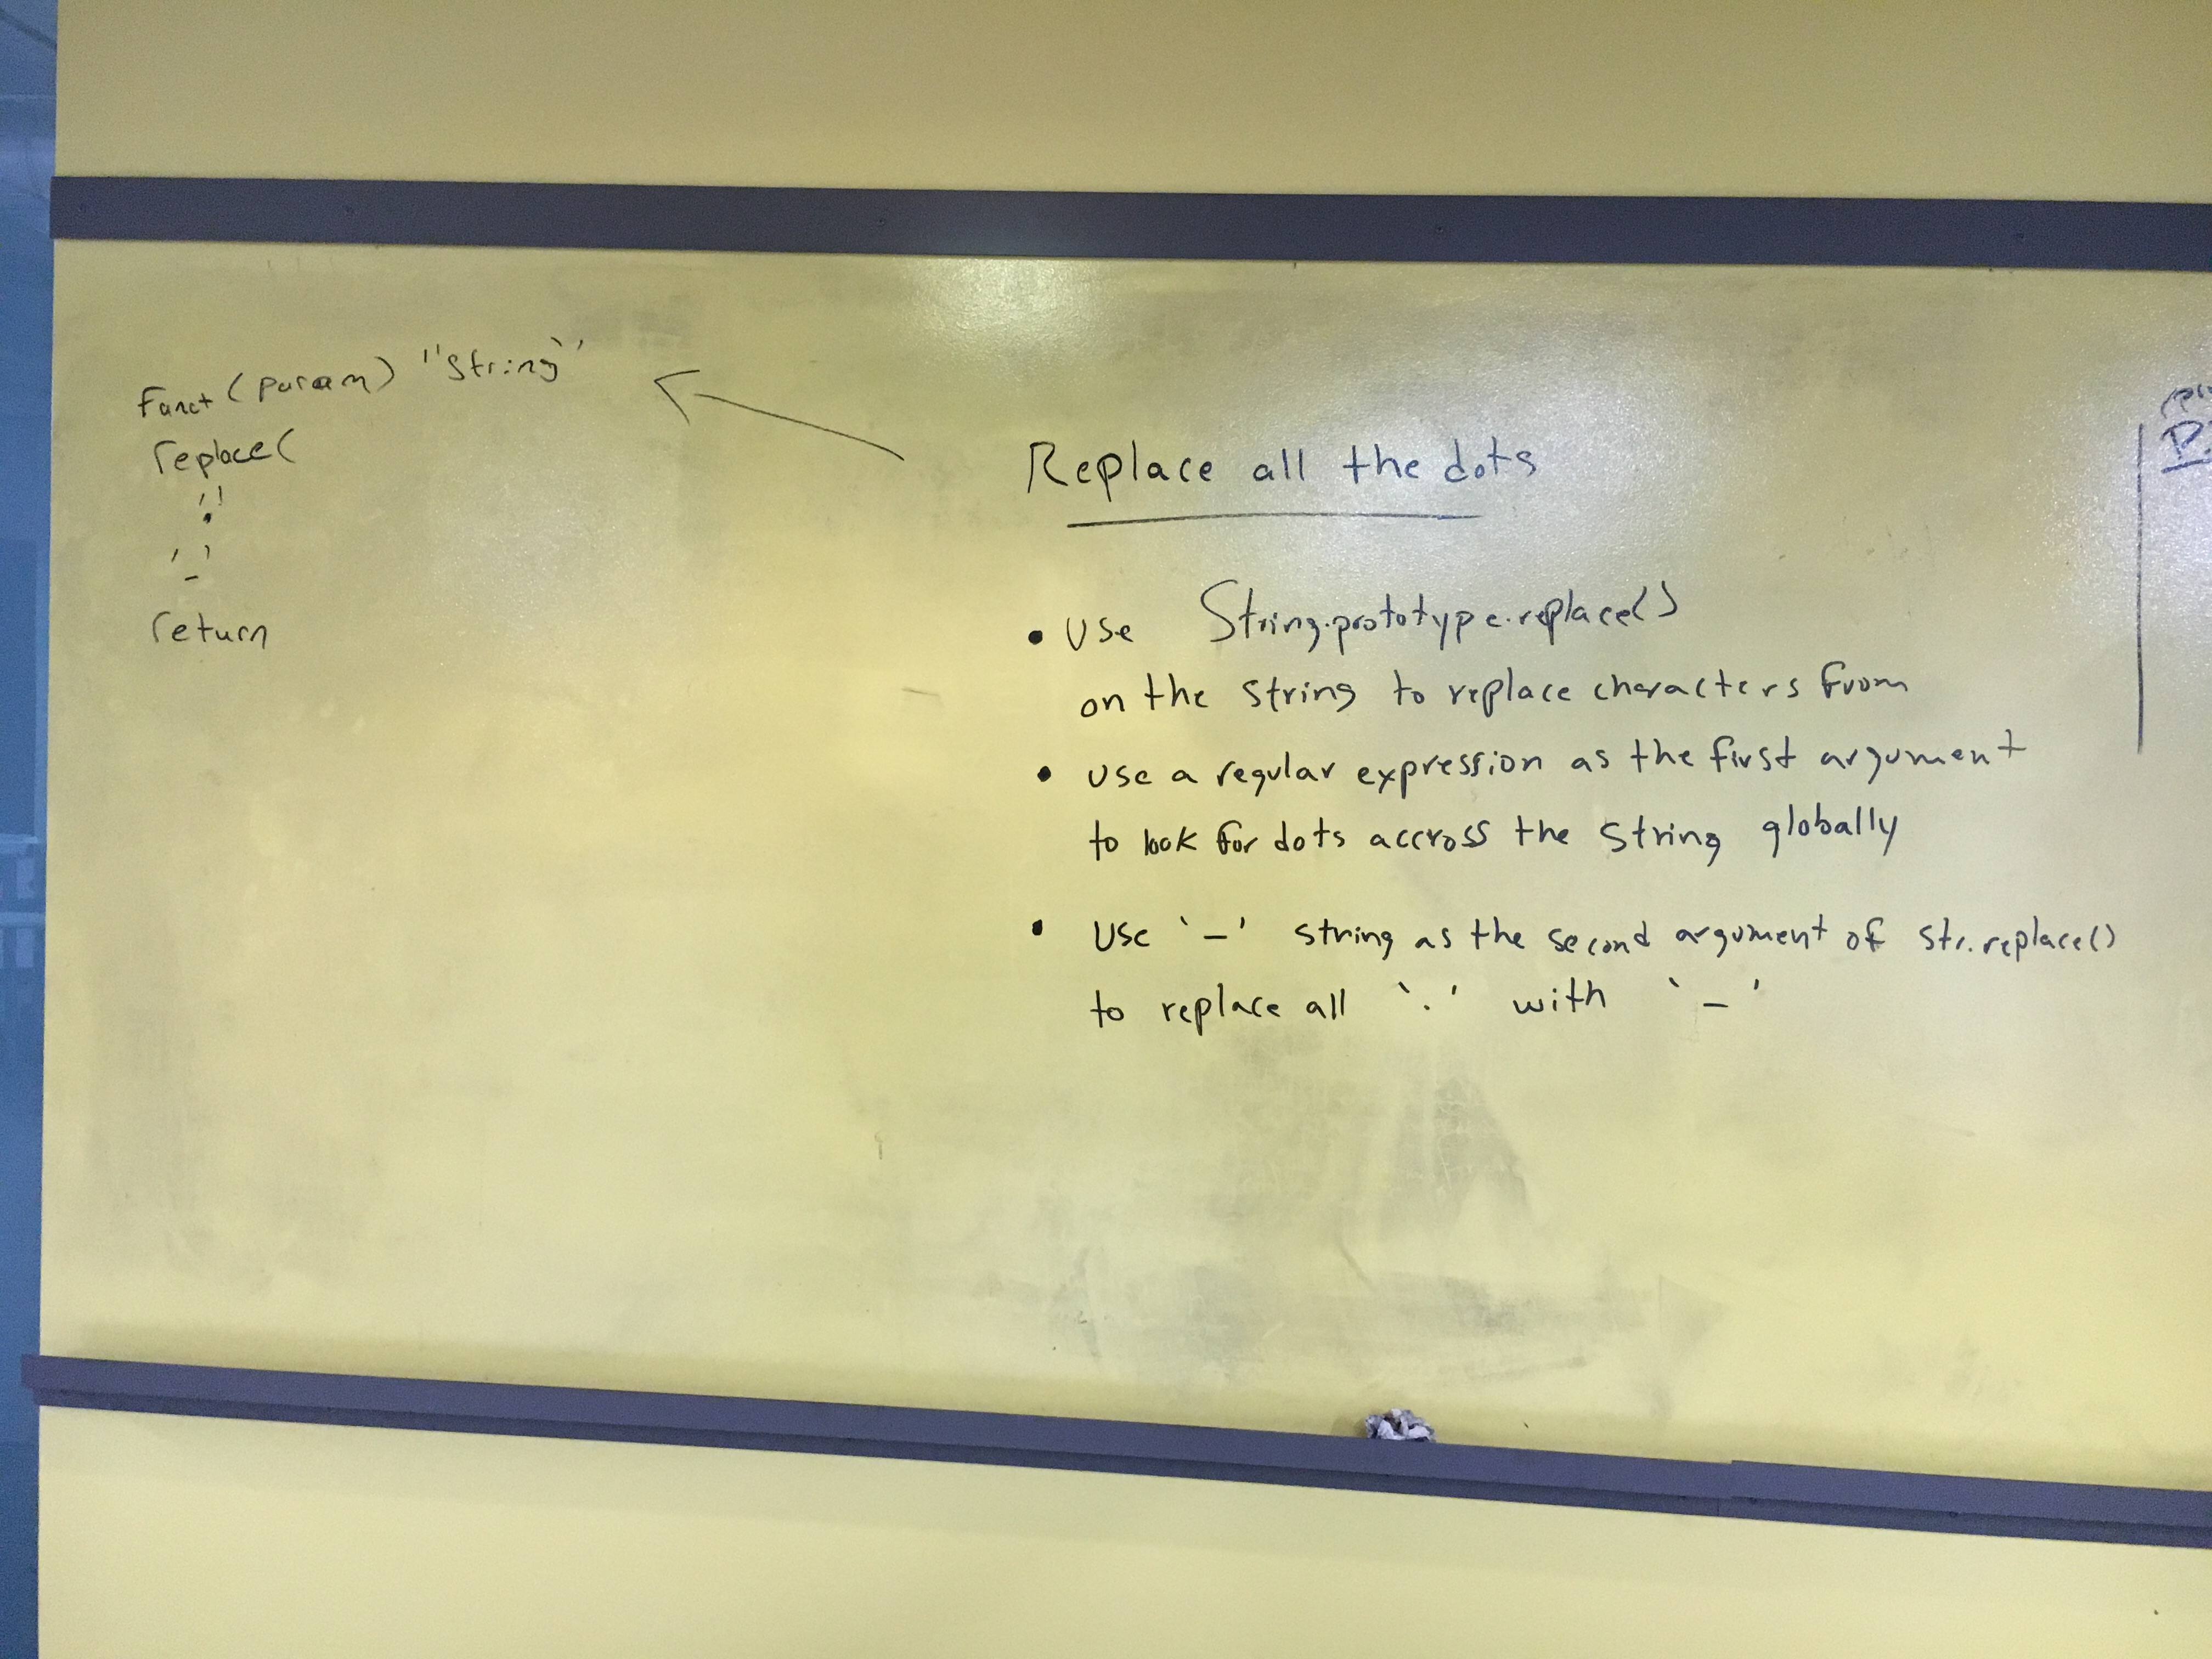 Funct (param) "String"
replace(
'.'
'-'
return
Replace all the dots
• Use String.prototype.replace()
on the string to replace characters from
• use a regular expression as the first argument
to look for dots accross the string globally
• Use '-' string as the second argument of str.replace()
to replace all '.' with '-'